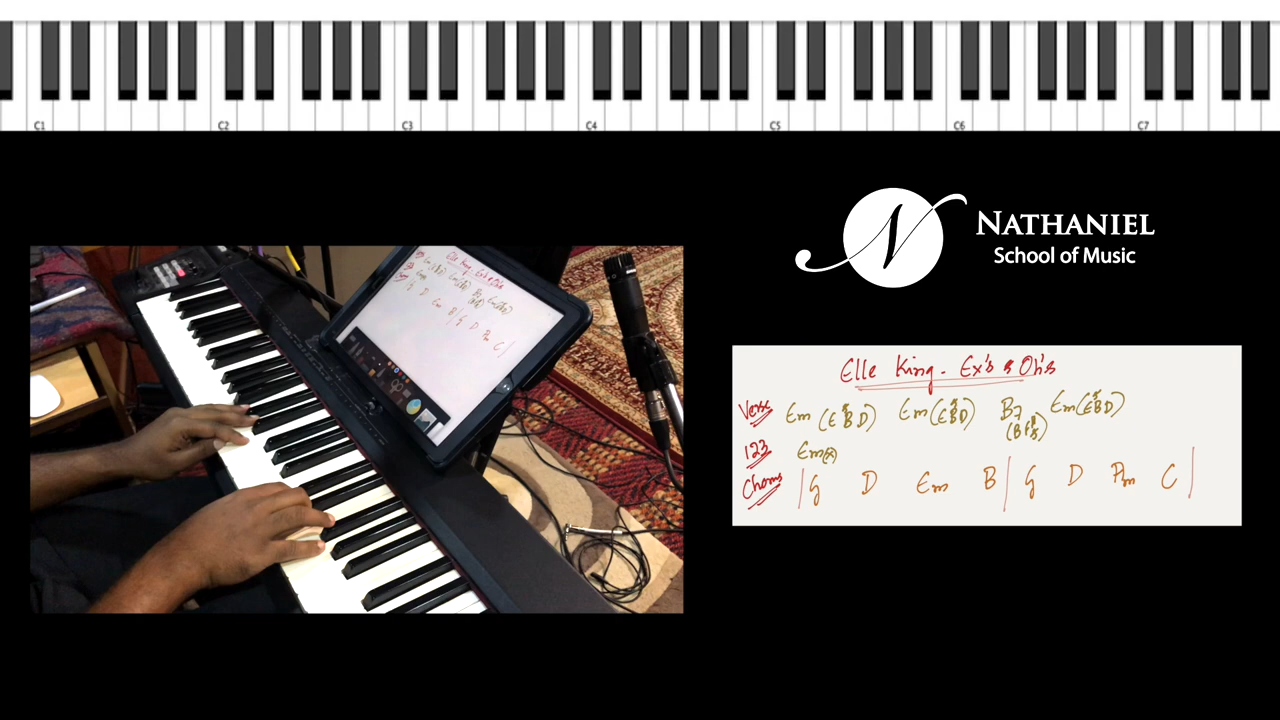 C1 C2 C3 C4 C5 C6 C7
NATHANIEL
School of Music
Elle King - Ex's & Oh's
Verse Em (E B D) Em (E B D) B7 Em (E B D)
123 Em(x)
Chorus | G D Em B | G D Am C |